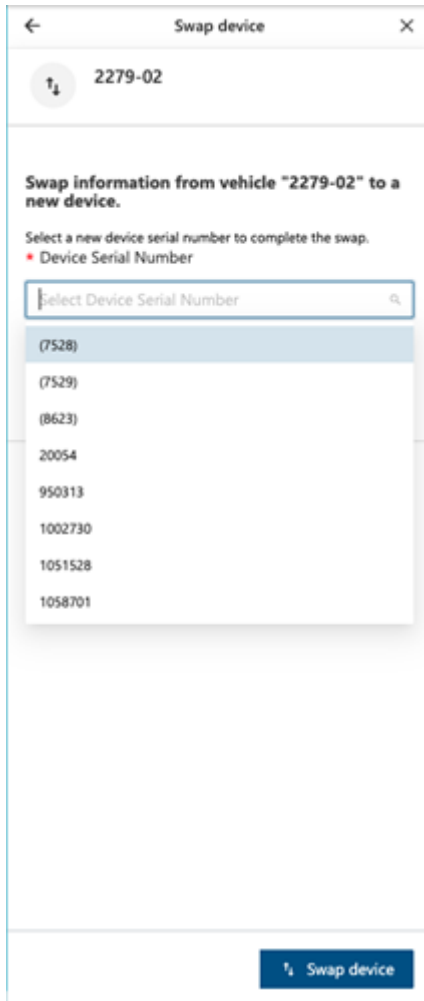 Swap device
2279-02
Swap information from vehicle "2279-02" to a
new device.
Select a new device serial number to complete the swap.
* Device Serial Number
Select Device Serial Number
(7528)
(7529)
(8623)
20054
950313
1002730
1051528
1058701
Swap device